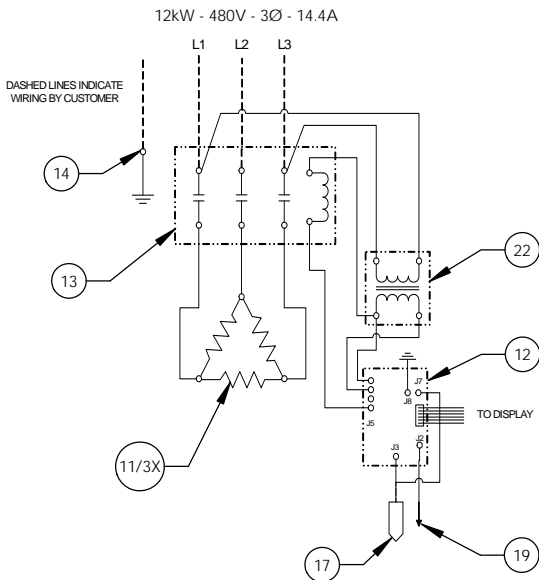 12kW - 480V - 3Ø - 14.4A
L1 L2 L3
DASHED LINES INDICATE
WIRING BY CUSTOMER
14
13
22
12
J7
J8
TO DISPLAY
J5
J2
J3
11/3X
17
19